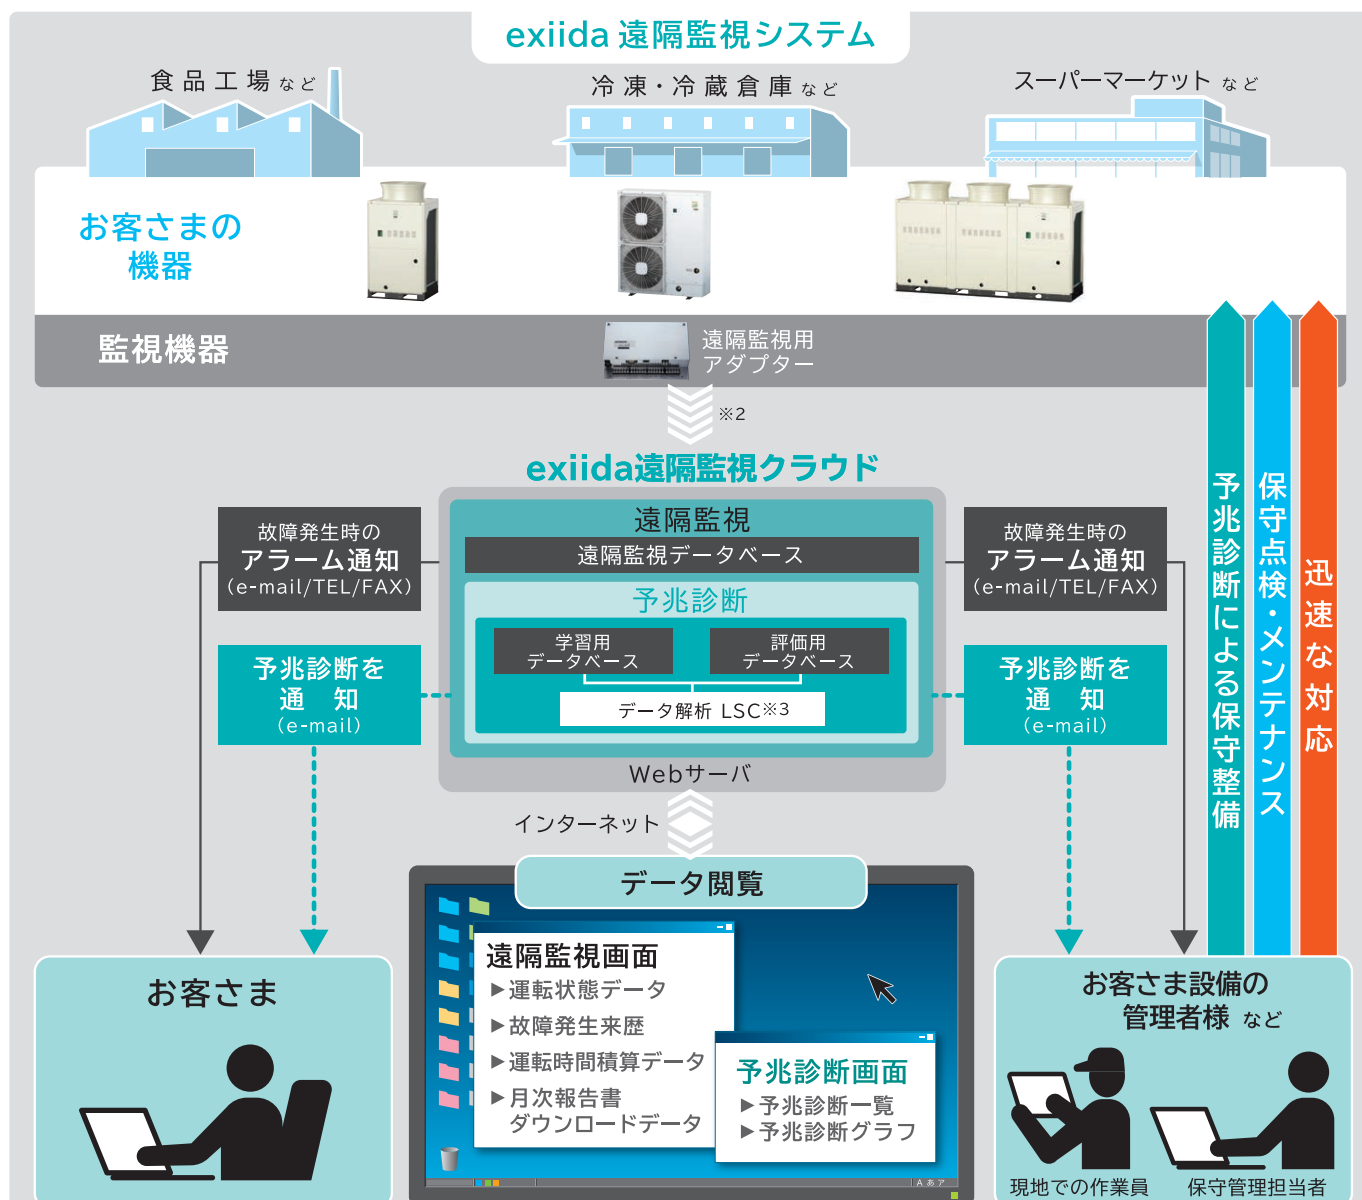 exiida 遠隔監視システム
食品工場 など
冷凍・冷蔵倉庫 など
スーパーマーケット など
お客さまの
機器
監視機器
遠隔監視用
アダプター
※2
exiida遠隔監視クラウド
遠隔監視
遠隔監視データベース
予兆診断
学習用
データベース
評価用
データベース
データ解析 LSC※3
Webサーバ
故障発生時の
アラーム通知
(e-mail/TEL/FAX)
予兆診断を
通 知
(e-mail)
故障発生時の
アラーム通知
(e-mail/TEL/FAX)
予兆診断を
通 知
(e-mail)
予兆診断による保守整備
保守点検・メンテナンス
迅速な対応
インターネット
データ閲覧
遠隔監視画面
▶運転状態データ
▶故障発生来歴
▶運転時間積算データ
▶月次報告書
ダウンロードデータ
予兆診断画面
▶予兆診断一覧
▶予兆診断グラフ
A あ ア
お客さま
お客さま設備の
管理者様 など
現地での作業員
保守管理担当者